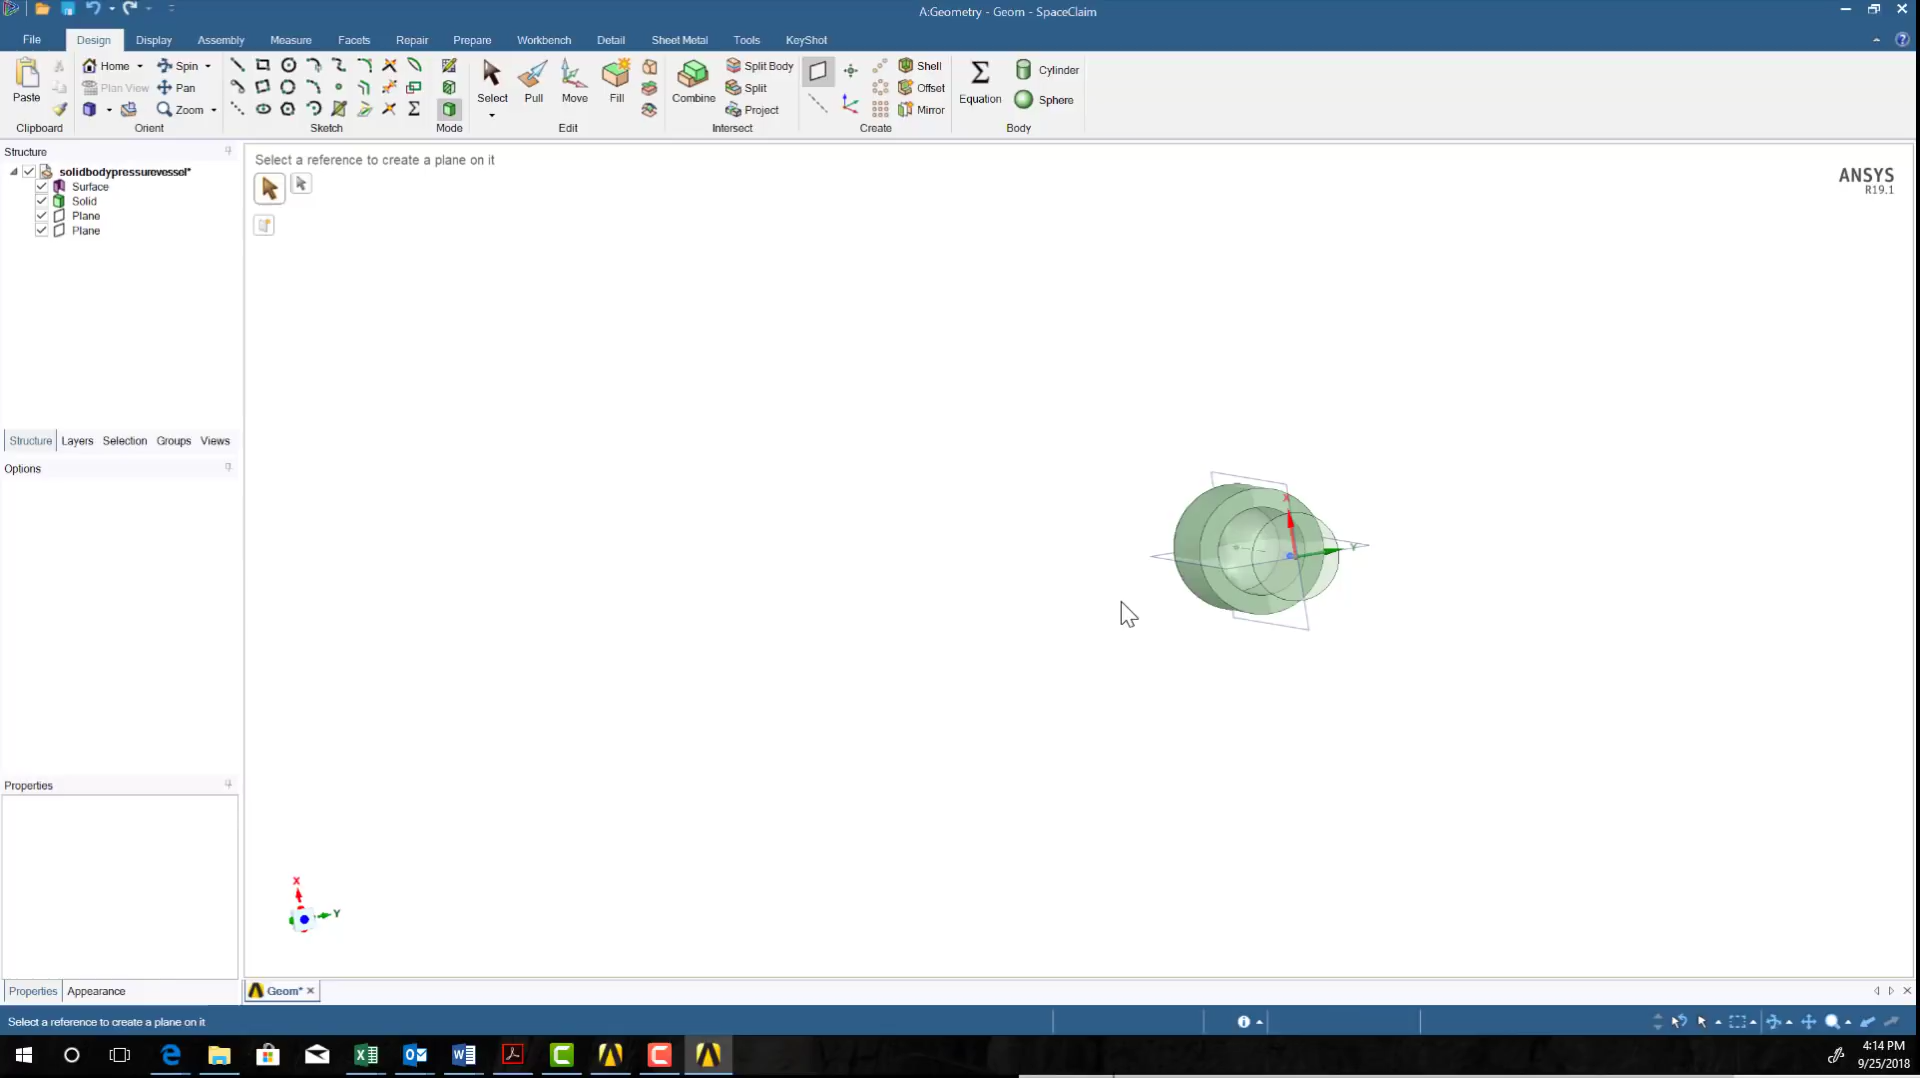 A:Geometry - Geom - SpaceClaim
File
Design
Display
Assembly
Measure
Facets
Repair
Prepare
Workbench
Detail
Sheet Metal
Tools
KeyShot
Paste
Clipboard
Home
Plan View
Spin
Pan
Zoom
Orient
Sketch
Mode
Select
Pull
Move
Fill
Edit
Combine
Split Body
Split
Project
Intersect
Shell
Offset
Mirror
Create
Equation
Cylinder
Sphere
Body
Structure
solidbodypressurevessel*
Surface
Solid
Plane
Plane
Structure
Layers
Selection
Groups
Views
Options
Properties
Properties
Appearance
Select a reference to create a plane on it
ANSYS
R19.1
X
Y
X
Y
Geom*
Select a reference to create a plane on it
4:14 PM
9/25/2018